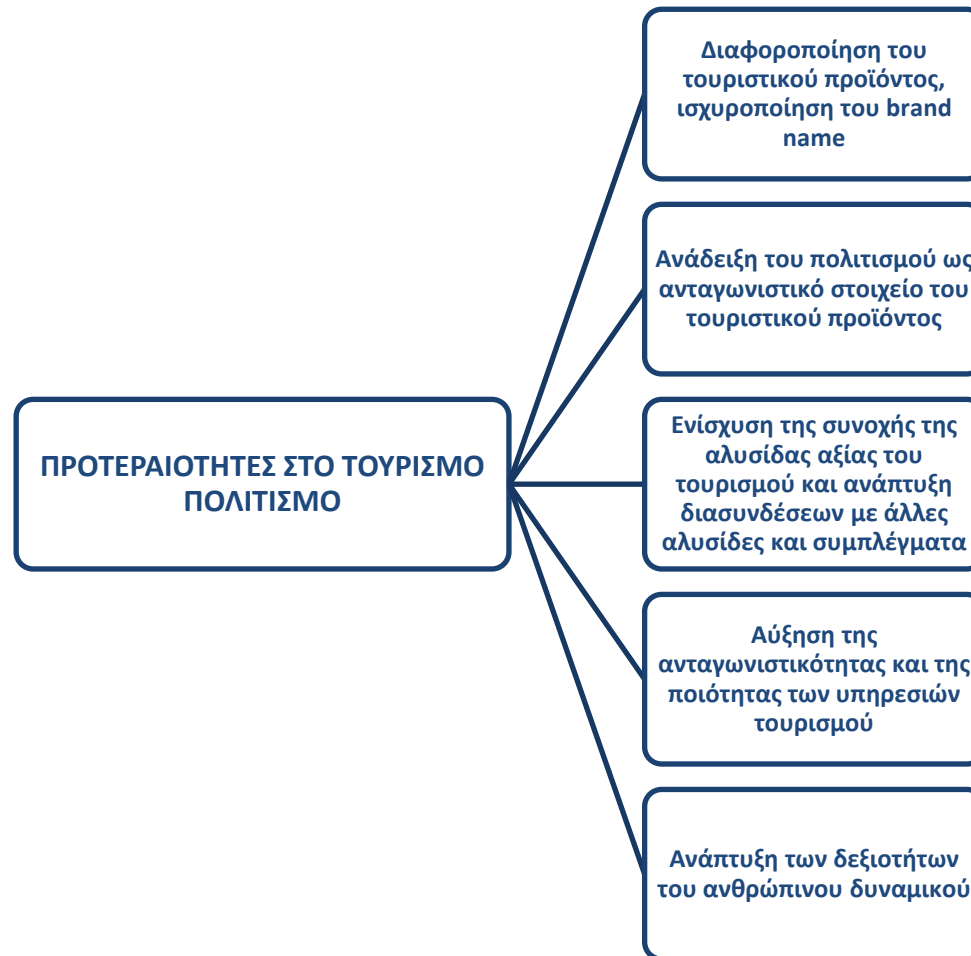 Διαφοροποίηση του
τουριστικού προϊόντος,
ισχυροποίηση του brand
name
Ανάδειξη του πολιτισμού ως
ανταγωνιστικό στοιχείο του
τουριστικού προϊόντος
ΠΡΟΤΕΡΑΙΟΤΗΤΕΣ ΣΤΟ ΤΟΥΡΙΣΜΟ
ΠΟΛΙΤΙΣΜΟ
Ενίσχυση της συνοχής της
αλυσίδας αξίας του
τουρισμού και ανάπτυξη
διασυνδέσεων με άλλες
αλυσίδες και συμπλέγματα
Αύξηση της
ανταγωνιστικότητας και της
ποιότητας των υπηρεσιών
τουρισμού
Ανάπτυξη των δεξιοτήτων
του ανθρώπινου δυναμικού